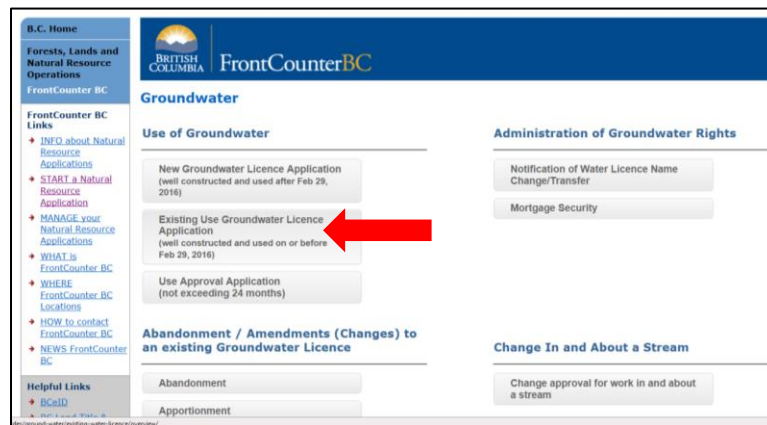 B.C. Home
Forests, Lands and
Natural Resource
Operations
FrontCounter BC
FrontCounter BC
Links
INFO about Natural
Resource
Applications
START a Natural
Resource
Application
MANAGE your
Natural Resource
Applications
WHAT is
FrontCounter BC
WHERE
FrontCounter BC
Locations
HOW to contact
FrontCounter BC
NEWS FrontCounter
BC
Helpful Links
BCeID
BRITISH
COLUMBIA
FrontCounterBC
Groundwater
Use of Groundwater
New Groundwater Licence Application
(well constructed and used after Feb 29,
2016)
Existing Use Groundwater Licence
Application
(well constructed and used on or before
Feb 29, 2016)
Use Approval Application
(not exceeding 24 months)
Abandonment / Amendments (Changes) to
an existing Groundwater Licence
Abandonment
Apportionment
Administration of Groundwater Rights
Notification of Water Licence Name
Change/Transfer
Mortgage Security
Change In and About a Stream
Change approval for work in and about
a stream